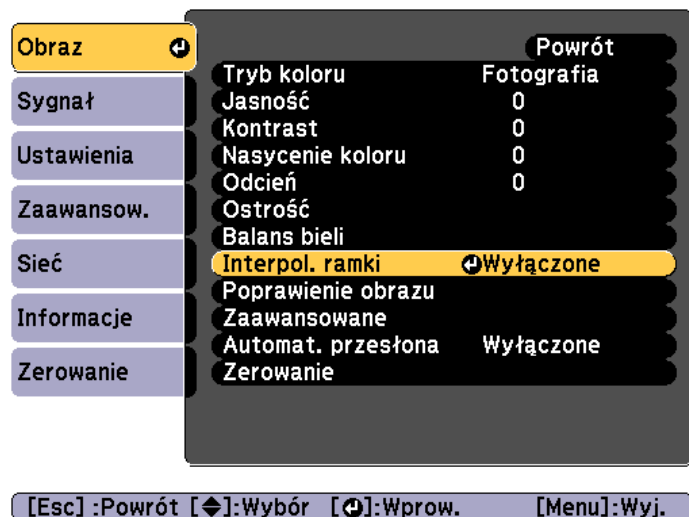 Obraz
Sygnał
Ustawienia
Zaawansow.
Sieć
Informacje
Zerowanie
Powrót
Tryb koloru Fotografia
Jasność 0
Kontrast 0
Nasycenie koloru 0
Odcień 0
Ostrość
Balans bieli
Interpol. ramki Wyłączone
Poprawienie obrazu
Zaawansowane
Automat. przesłona Wyłączone
Zerowanie
[Esc] :Powrót [◆]:Wybór [⏎]:Wprow. [Menu]:Wyj.